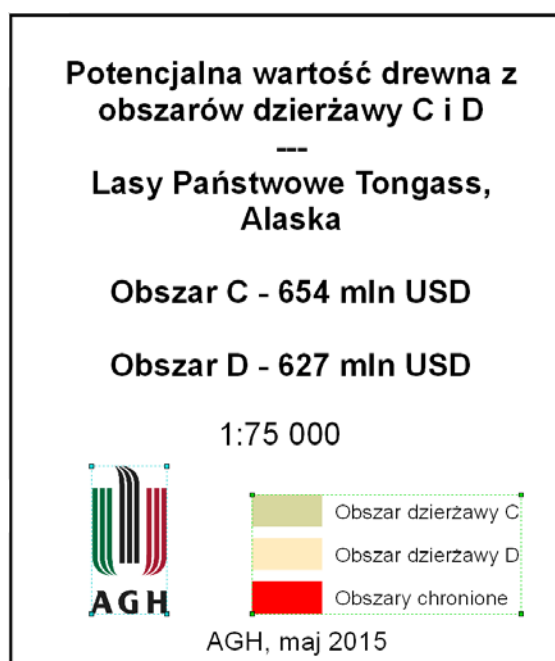 Potencjalna wartość drewna z
obszarów dzierżawy C i D
---
Lasy Państwowe Tongass,
Alaska
Obszar C - 654 mln USD
Obszar D - 627 mln USD
1:75 000
AGH
Obszar dzierżawy C
Obszar dzierżawy D
Obszary chronione
AGH, maj 2015